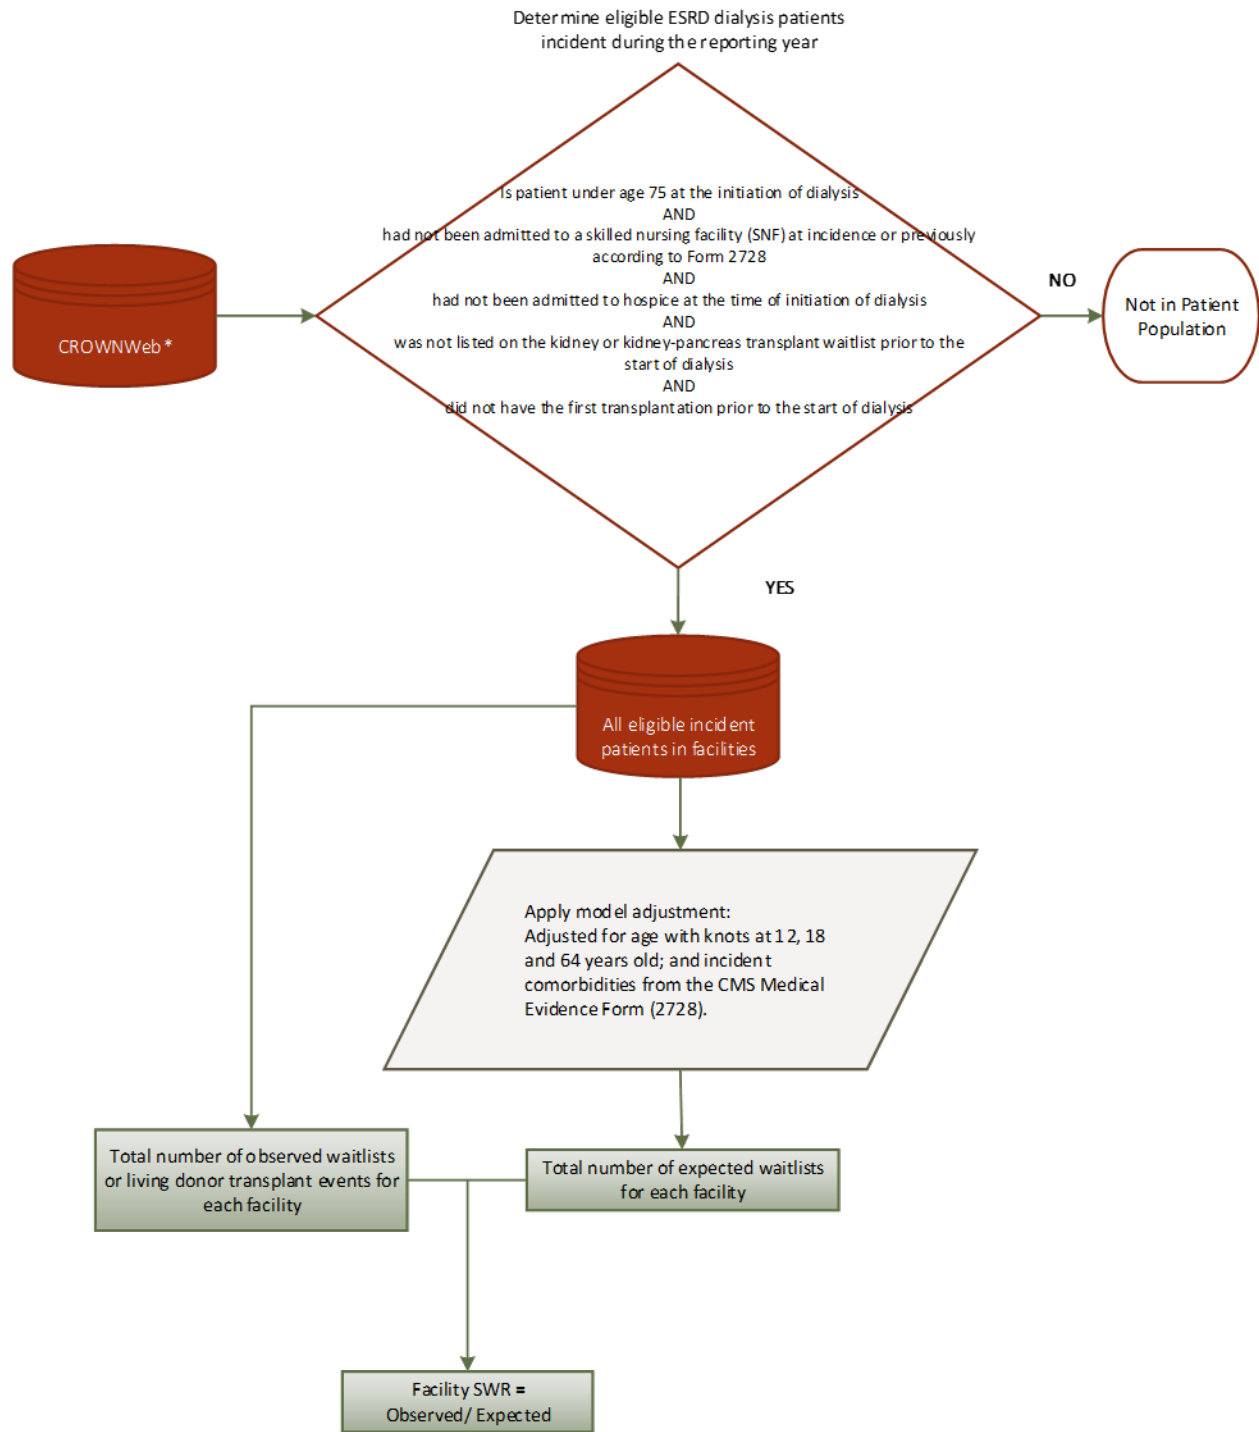 Determine eligible ESRD dialysis patients
incident during the reporting year
Is patient under age 75 at the initiation of dialysis
AND
had not been admitted to a skilled nursing facility (SNF) at incidence or previously
according to Form 2728
AND
had not been admitted to hospice at the time of initiation of dialysis
AND
was not listed on the kidney or kidney-pancreas transplant waitlist prior to the
start of dialysis
AND
did not have the first transplantation prior to the start of dialysis
CROWNWeb*
NO
Not in Patient
Population
YES
All eligible incident
patients in facilities
Apply model adjustment:
Adjusted for age with knots at 12, 18
and 64 years old; and incident
comorbidities from the CMS Medical
Evidence Form (2728).
Total number of observed waitlists
or living donor transplant events for
each facility
Total number of expected waitlists
for each facility
Facility SWR =
Observed/ Expected